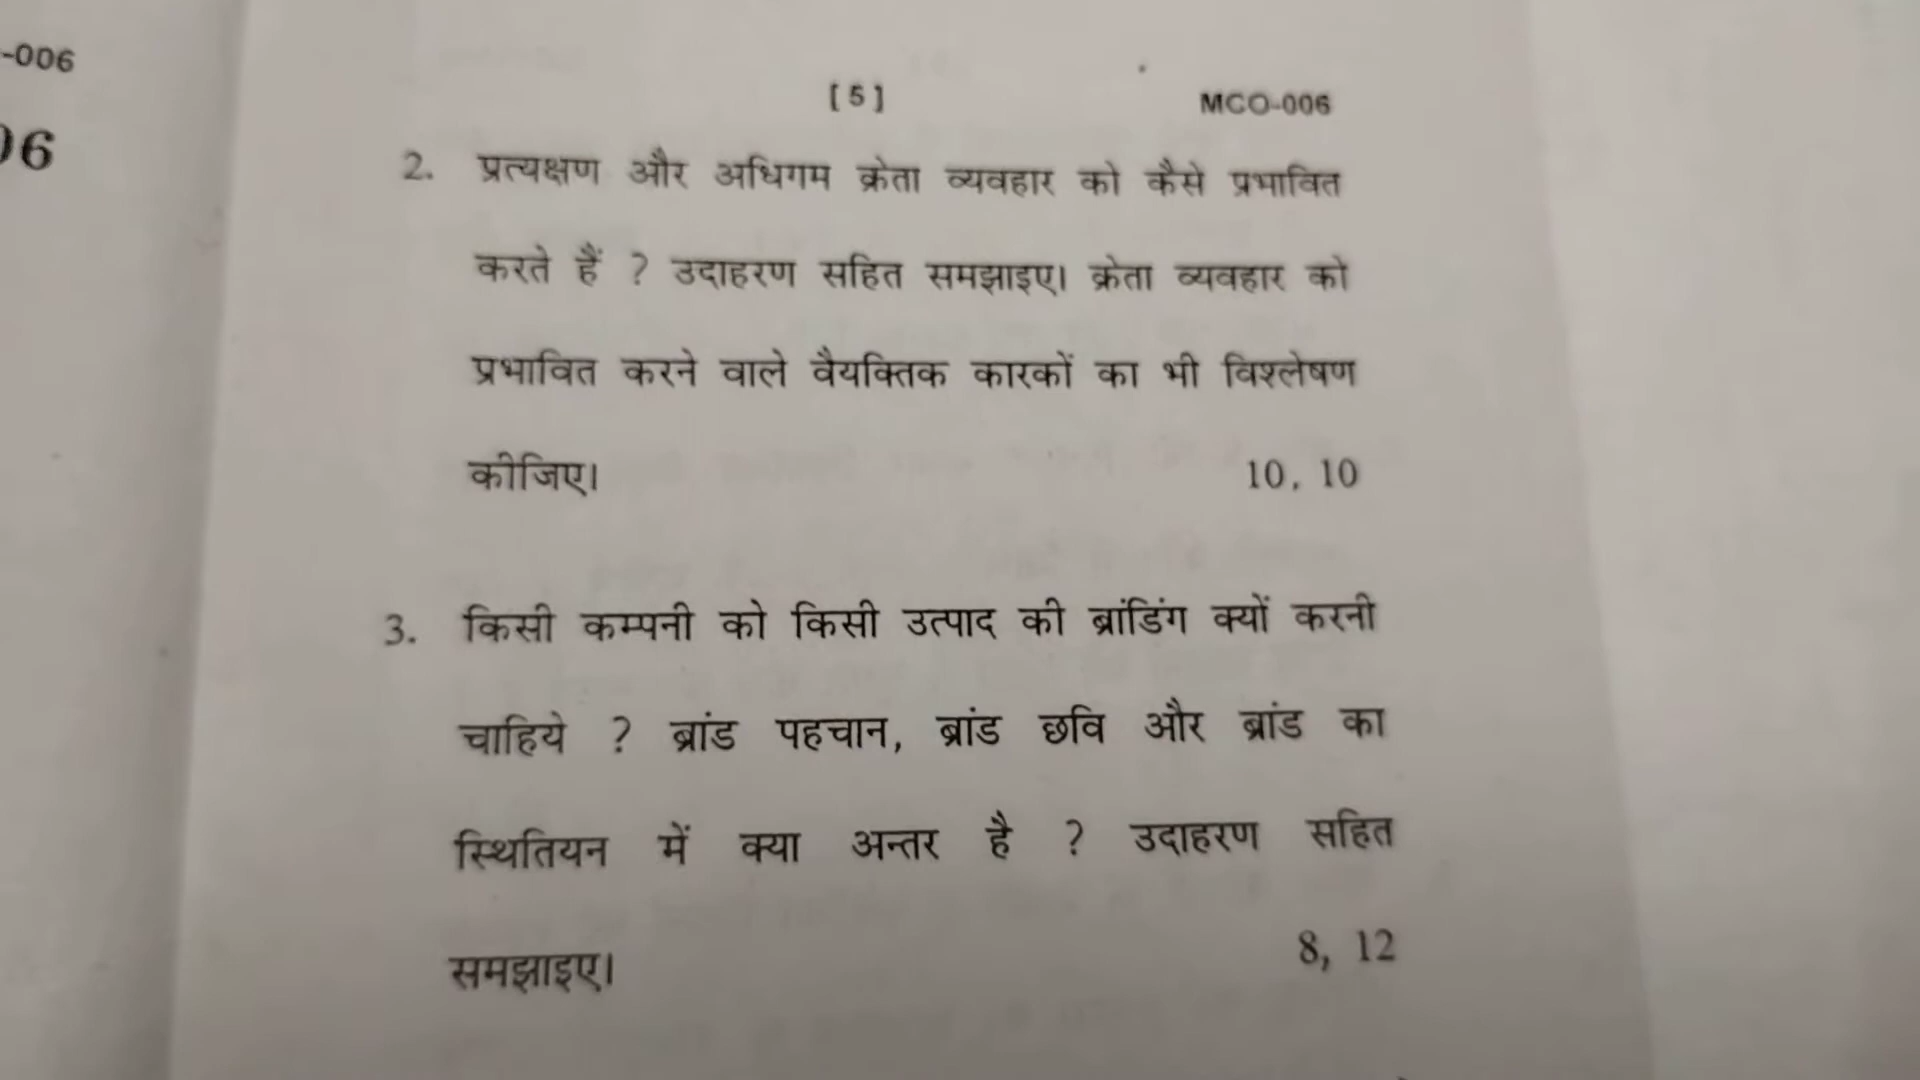 -006
06
[ 5 ] MCO-006
2. प्रत्यक्षण और अधिगम क्रेता व्यवहार को कैसे प्रभावित
करते हैं ? उदाहरण सहित समझाइए। क्रेता व्यवहार को
प्रभावित करने वाले वैयक्तिक कारकों का भी विश्लेषण
कीजिए। 10, 10
3. किसी कम्पनी को किसी उत्पाद की ब्रांडिंग क्यों करनी
चाहिये ? ब्रांड पहचान, ब्रांड छवि और ब्रांड का
स्थितियन में क्या अन्तर है ? उदाहरण सहित
समझाइए। 8, 12